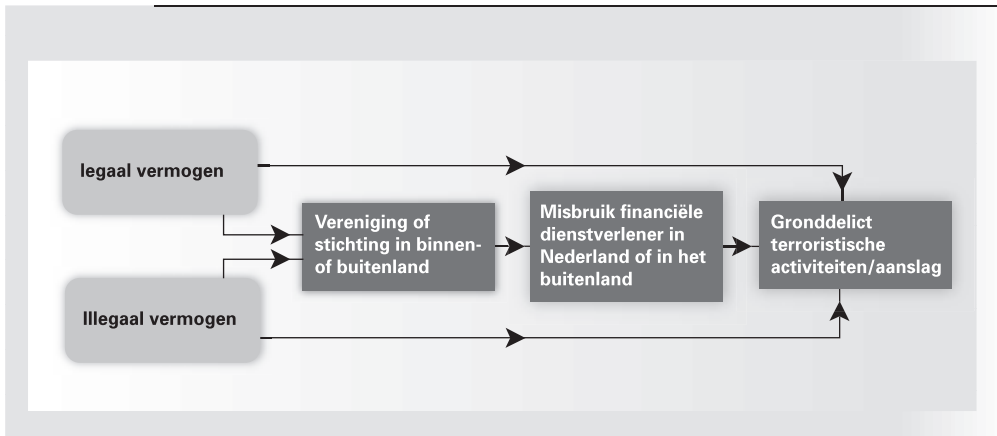 legaal vermogen
Vereniging of
stichting in binnen-
of buitenland
Misbruik financiële
dienstverlener in
Nederland of in het
buitenland
Gronddelict
terroristische
activiteiten/aanslag
Illegaal vermogen